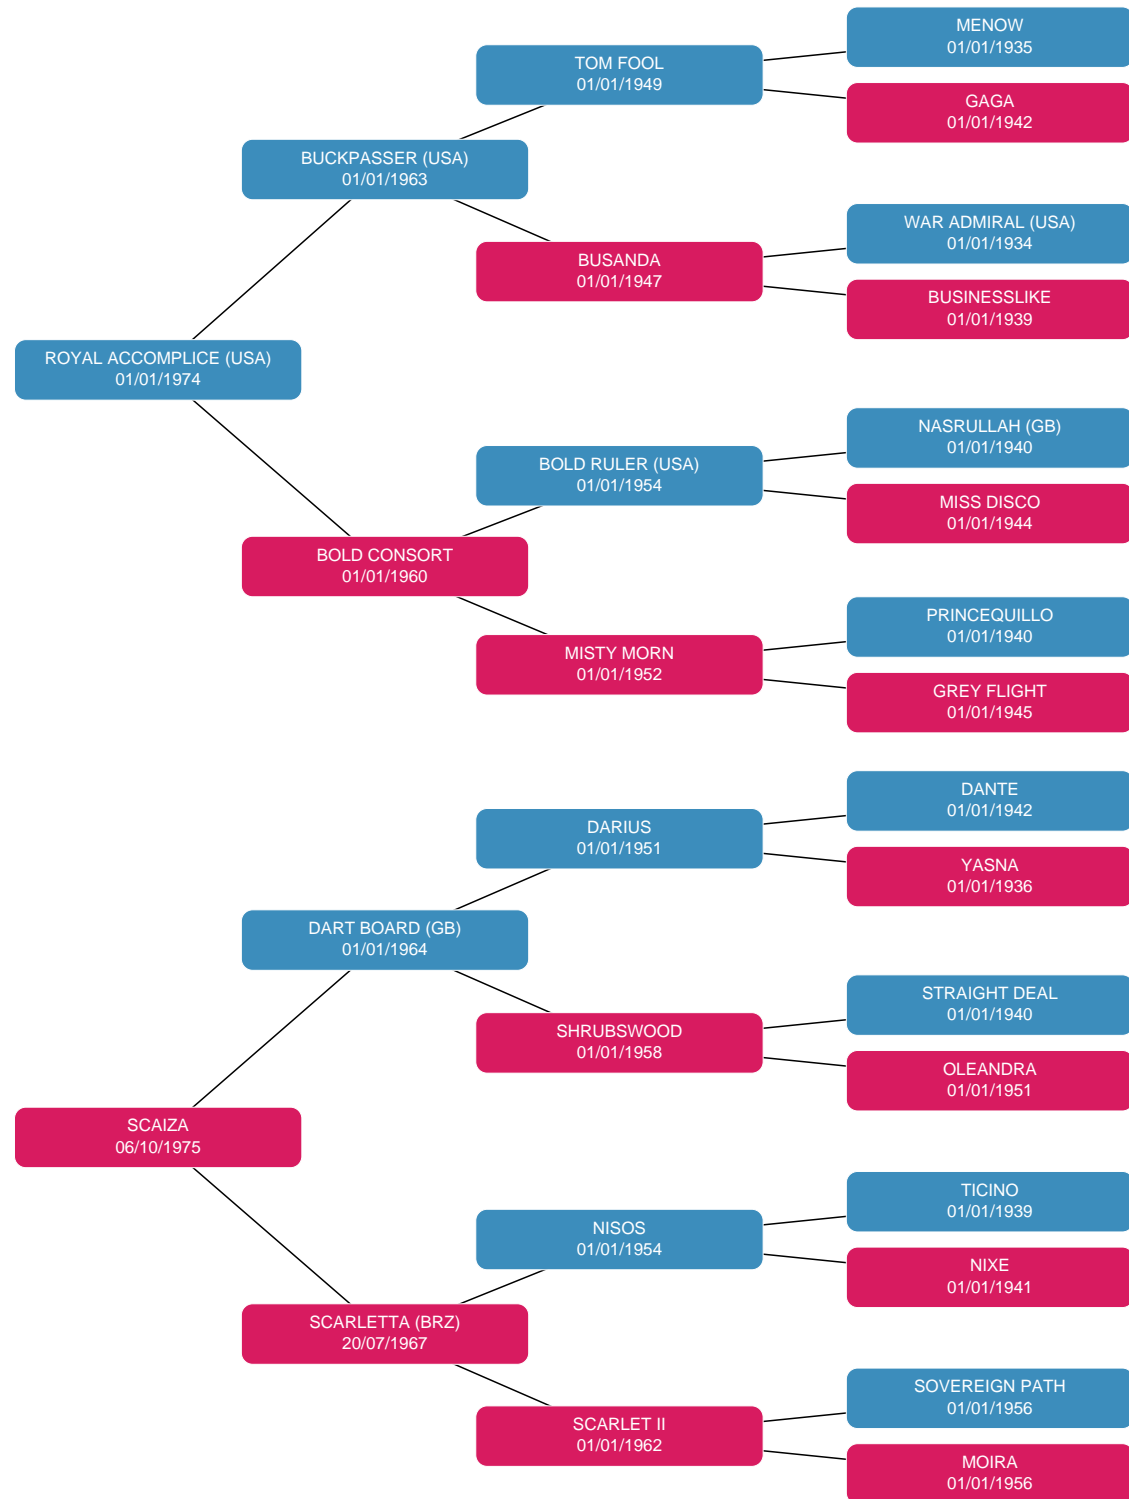 MENOW
01/01/1935
TOM FOOL
01/01/1949
GAGA
01/01/1942
BUCKPASSER (USA)
01/01/1963
WAR ADMIRAL (USA)
01/01/1934
BUSANDA
01/01/1947
BUSINESSLIKE
01/01/1939
ROYAL ACCOMPLICE (USA)
01/01/1974
NASRULLAH (GB)
01/01/1940
BOLD RULER (USA)
01/01/1954
MISS DISCO
01/01/1944
BOLD CONSORT
01/01/1960
PRINCEQUILLO
01/01/1940
MISTY MORN
01/01/1952
GREY FLIGHT
01/01/1945
DANTE
01/01/1942
DARIUS
01/01/1951
YASNA
01/01/1936
DART BOARD (GB)
01/01/1964
STRAIGHT DEAL
01/01/1940
SHRUBSWOOD
01/01/1958
OLEANDRA
01/01/1951
SCAIZA
06/10/1975
TICINO
01/01/1939
NISOS
01/01/1954
NIXE
01/01/1941
SCARLETTA (BRZ)
20/07/1967
SOVEREIGN PATH
01/01/1956
SCARLET II
01/01/1962
MOIRA
01/01/1956